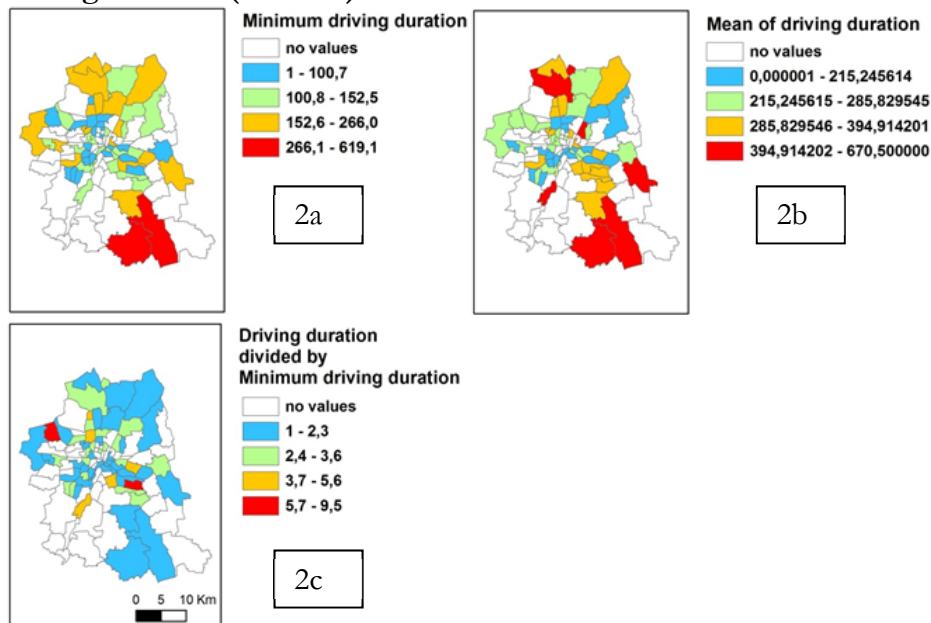 Minimum driving duration
no values
1 - 100,7
100,8 - 152,5
152,6 - 266,0
266,1 - 619,1
2a
Mean of driving duration
no values
0,000001 - 215,245614
215,245615 - 285,829545
285,829546 - 394,914201
394,914202 - 670,500000
2b
Driving duration
divided by
Minimum driving duration
no values
1 - 2,3
2,4 - 3,6
3,7 - 5,6
5,7 - 9,5
2c
0 5 10 Km